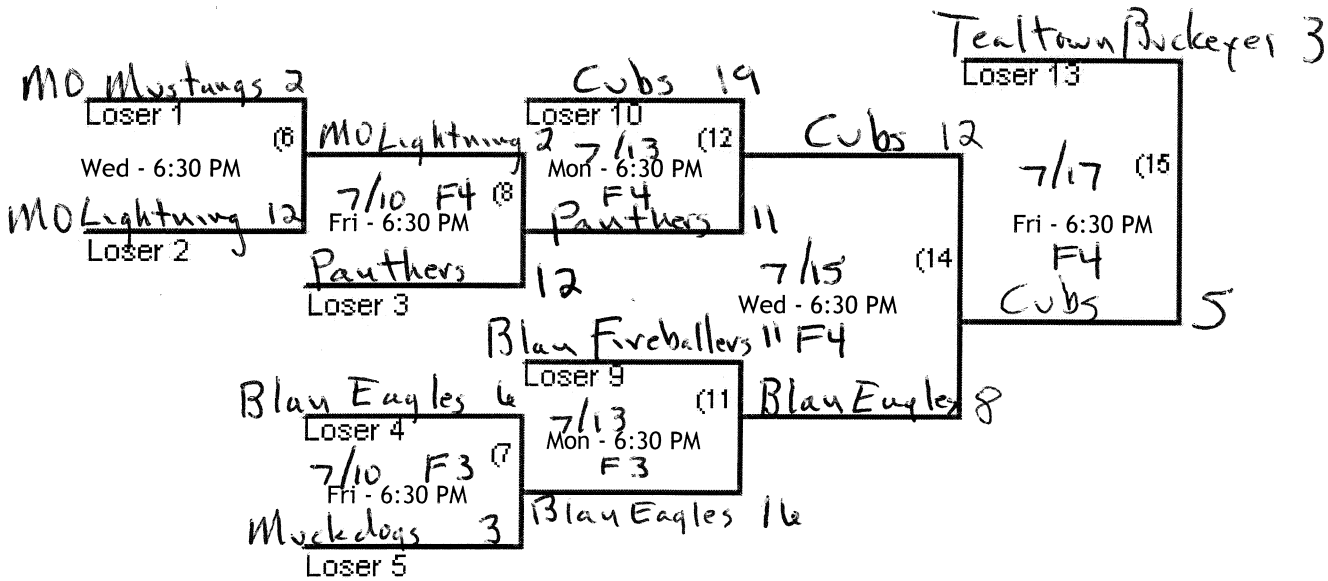 Tealtown Buckeyes 3
Loser 13
MO Mustangs 2
Loser 1
(6
Wed - 6:30 PM
MO Lightning 12
Loser 2
Cubs 19
Loser 10
7/13
(12
Mon - 6:30 PM
F4
Panthers 11
MO Lightning 2
7/10 F4
(8
Fri - 6:30 PM
Panthers 12
Loser 3
Cubs 12
7/15
(14
Wed - 6:30 PM
F4
7/17
(15
Fri - 6:30 PM
F4
Cubs 5
Blan Fireballers 11
Loser 9
7/13
(11
Mon - 6:30 PM
F3
Blan Eagles 8
Blan Eagles 6
Loser 4
7/10 F3
(7
Fri - 6:30 PM
Muckdogs 3
Loser 5
Blan Eagles 16